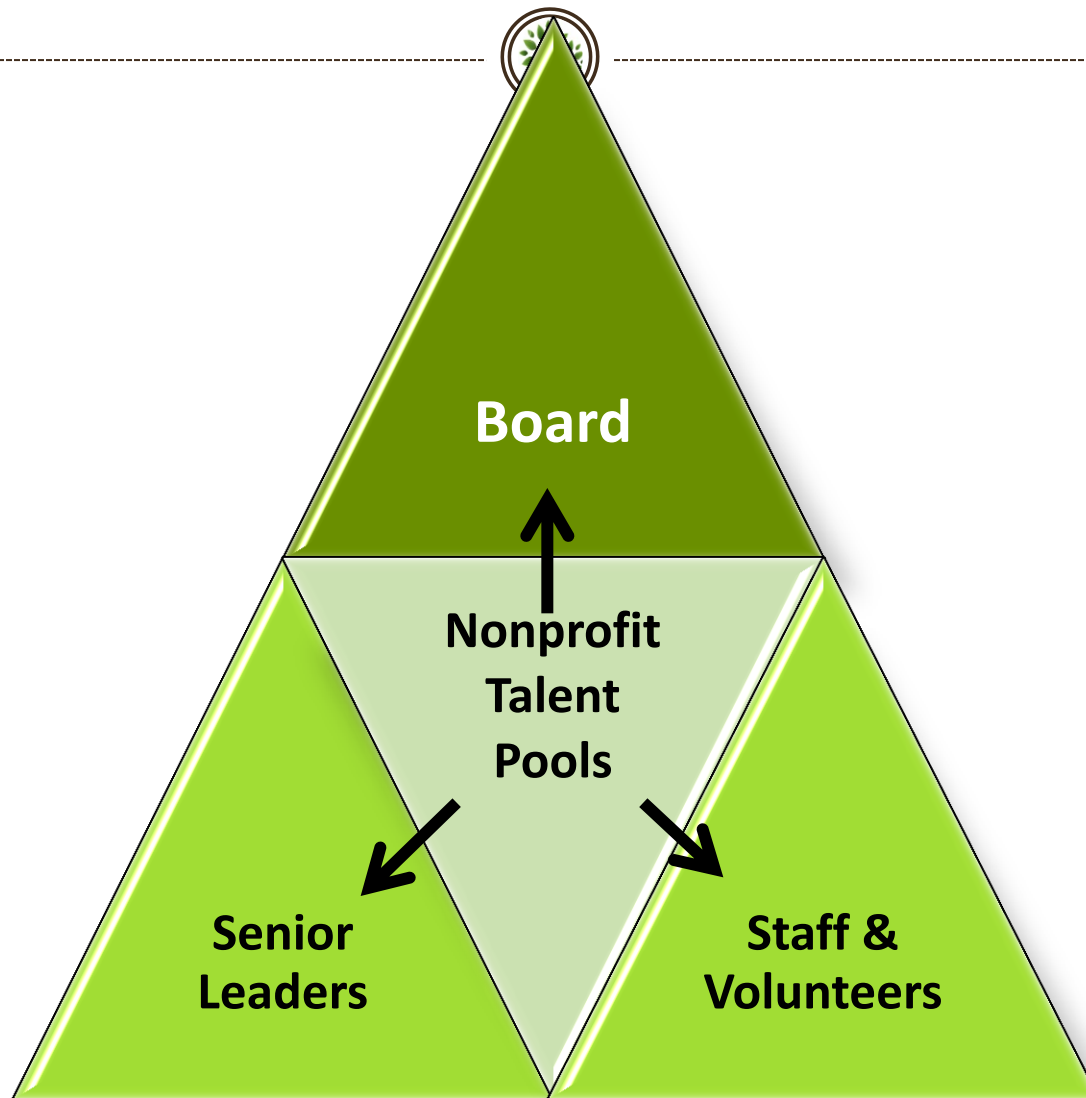 Board
Nonprofit
Talent
Pools
Senior
Leaders
Staff &
Volunteers